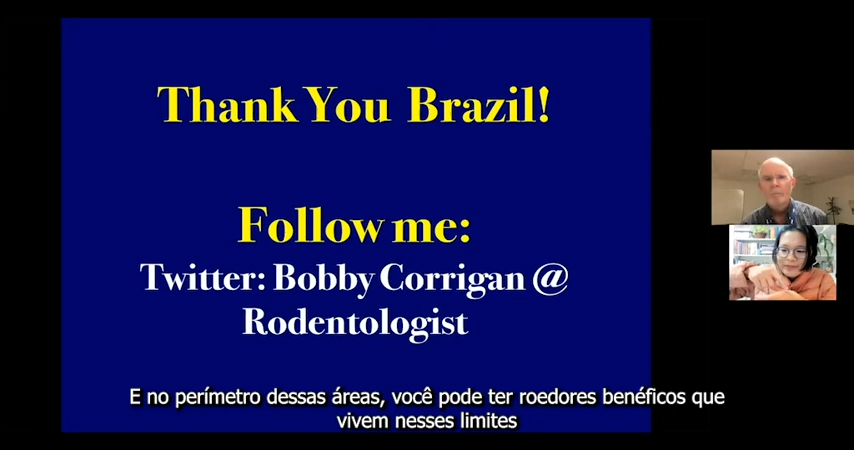 Thank You Brazil!
Follow me:
Twitter: Bobby Corrigan @
Rodentologist
E no perímetro dessas áreas, você pode ter roedores benéficos que
vivem nesses limites